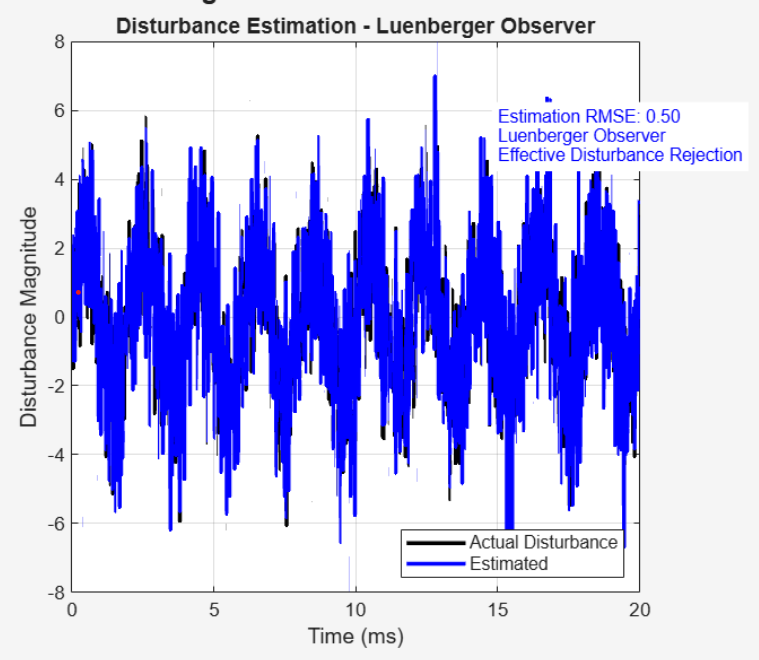 Disturbance Estimation - Luenberger Observer
8
6
4
2
0
-2
-4
-6
-8
Disturbance Magnitude
Estimation RMSE: 0.50
Luenberger Observer
Effective Disturbance Rejection
Actual Disturbance
Estimated
0
5
10
15
20
Time (ms)